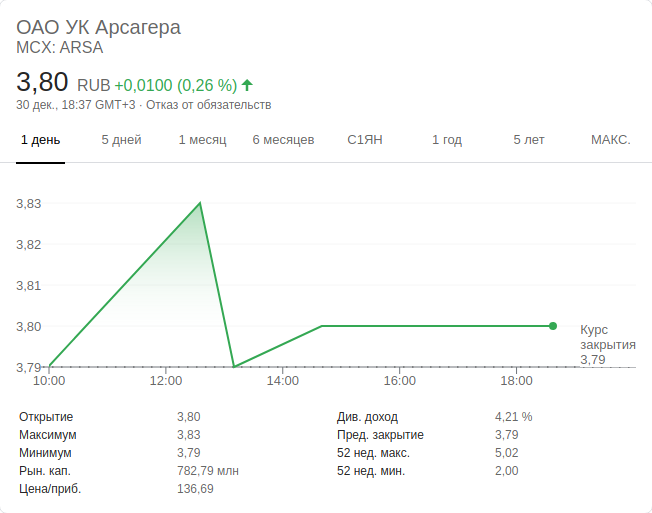 ОАО УК Арсагера
MCX: ARSA
3,80 RUB +0,0100 (0,26 %)
30 дек., 18:37 GMT+3 · Отказ от обязательств
1 день 5 дней 1 месяц 6 месяцев С1ЯН 1 год 5 лет МАКС.
3,83
3,82
3,81
3,80
3,79
Курс
закрытия
3,79
10:00 12:00 14:00 16:00 18:00
Открытие 3,80 Див. доход 4,21 %
Максимум 3,83 Пред. закрытие 3,79
Минимум 3,79 52 нед. макс. 5,02
Рын. кап. 782,79 млн 52 нед. мин. 2,00
Цена/приб. 136,69